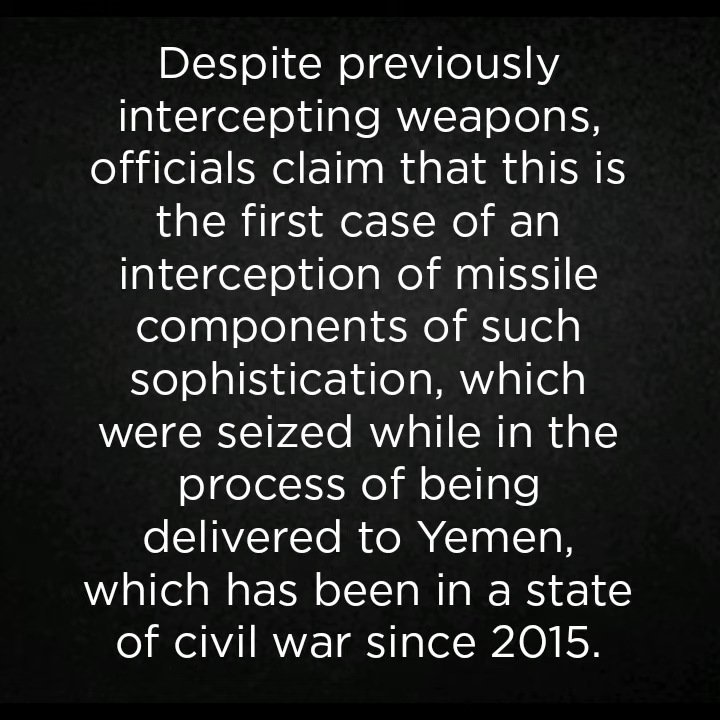 Despite previously
intercepting weapons,
officials claim that this is
the first case of an
interception of missile
components of such
sophistication, which
were seized while in the
process of being
delivered to Yemen,
which has been in a state
of civil war since 2015.